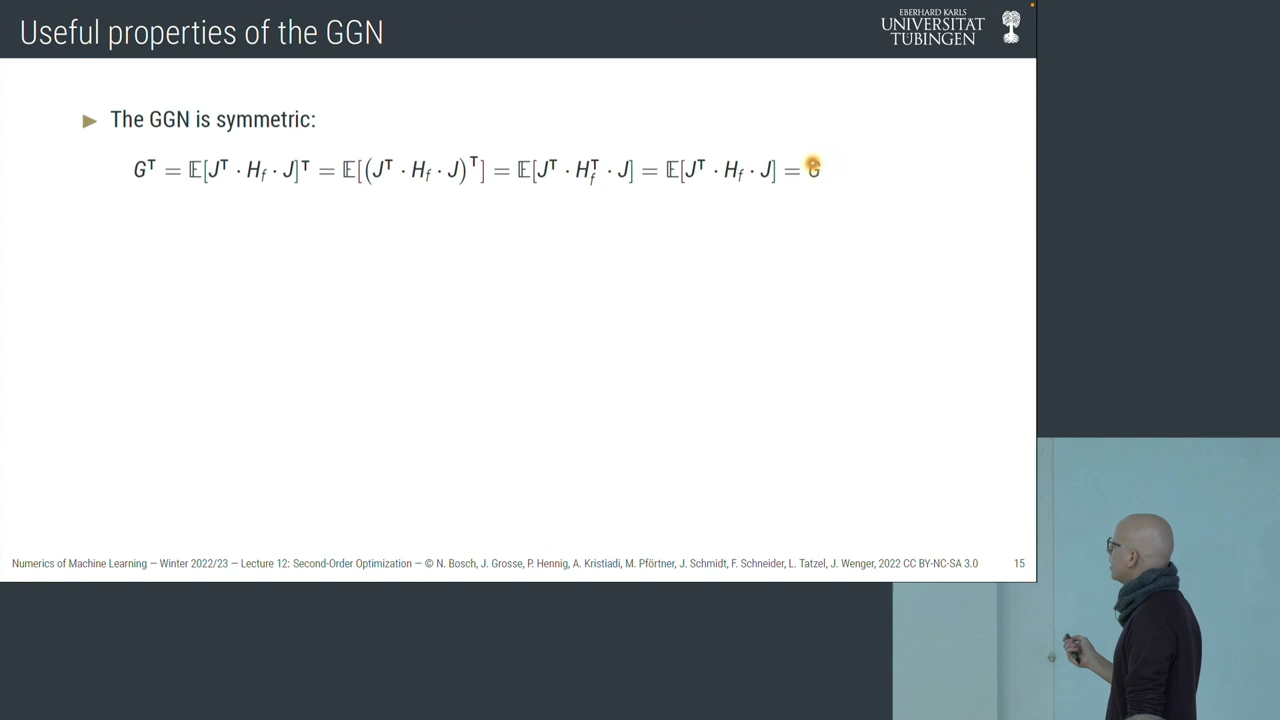 Useful properties of the GGN
EBERHARD KARLS
UNIVERSITÄT
TÜBINGEN
▶ The GGN is symmetric:
Gᵀ = 𝔼[Jᵀ · H_f · J]ᵀ = 𝔼[(Jᵀ · H_f · J)ᵀ] = 𝔼[Jᵀ · H_fᵀ · J] = 𝔼[Jᵀ · H_f · J] = G
Numerics of Machine Learning — Winter 2022/23 — Lecture 12: Second-Order Optimization — © N. Bosch, J. Grosse, P. Hennig, A. Kristiadi, M. Pförtner, J. Schmidt, F. Schneider, L. Tatzel, J. Wenger, 2022 CC BY-NC-SA 3.0 15